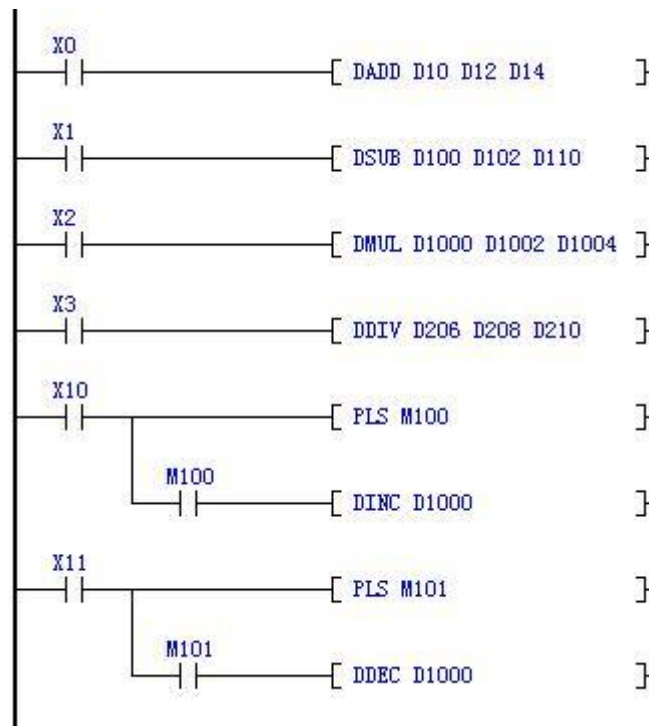 X0
DADD D10 D12 D14
X1
DSUB D100 D102 D110
X2
DMUL D1000 D1002 D1004
X3
DDIV D206 D208 D210
X10
PLS M100
M100
DINC D1000
X11
PLS M101
M101
DDEC D1000